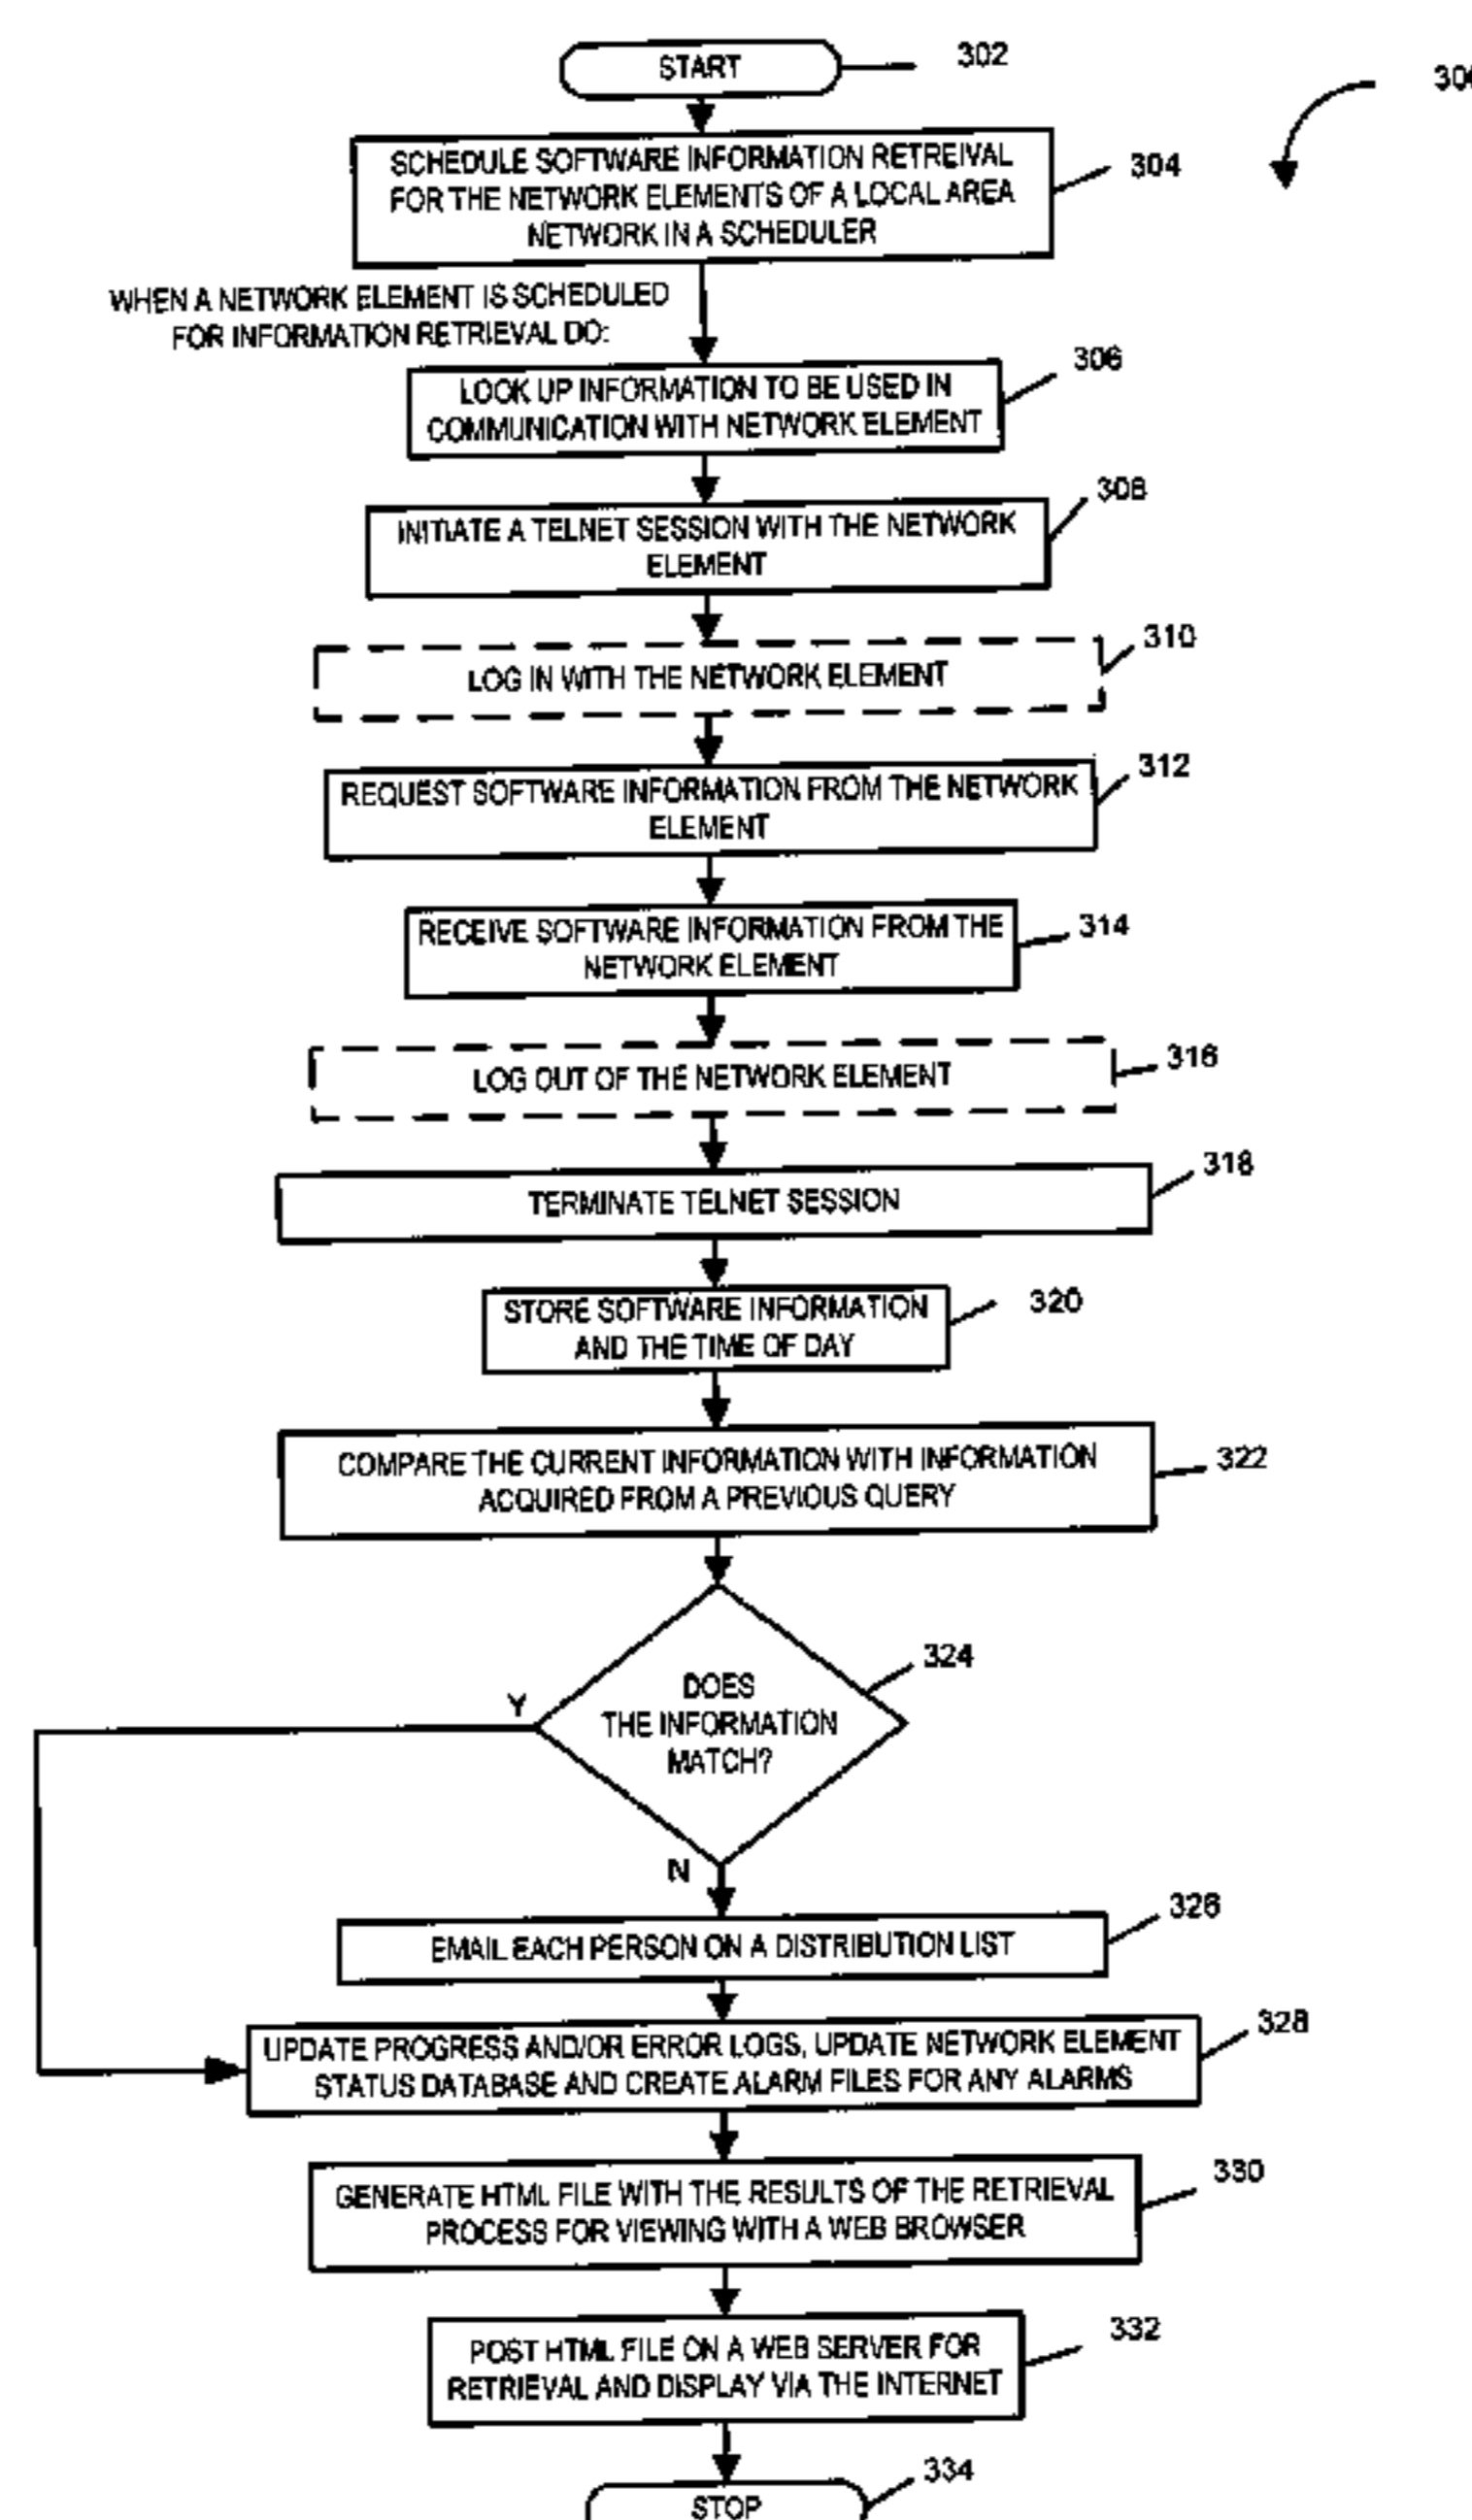 START
302
300
SCHEDULE SOFTWARE INFORMATION RETREIVAL
FOR THE NETWORK ELEMENTS OF A LOCAL AREA
NETWORK IN A SCHEDULER
304
WHEN A NETWORK ELEMENT IS SCHEDULED
FOR INFORMATION RETRIEVAL DO:
LOOK UP INFORMATION TO BE USED IN
COMMUNICATION WITH NETWORK ELEMENT
306
INITIATE A TELNET SESSION WITH THE NETWORK
ELEMENT
308
LOG IN WITH THE NETWORK ELEMENT
310
REQUEST SOFTWARE INFORMATION FROM THE NETWORK
ELEMENT
312
RECEIVE SOFTWARE INFORMATION FROM THE
NETWORK ELEMENT
314
LOG OUT OF THE NETWORK ELEMENT
316
TERMINATE TELNET SESSION
318
STORE SOFTWARE INFORMATION
AND THE TIME OF DAY
320
COMPARE THE CURRENT INFORMATION WITH INFORMATION
ACQUIRED FROM A PREVIOUS QUERY
322
DOES
THE INFORMATION
MATCH?
324
Y
N
EMAIL EACH PERSON ON A DISTRIBUTION LIST
326
UPDATE PROGRESS AND/OR ERROR LOGS, UPDATE NETWORK ELEMENT
STATUS DATABASE AND CREATE ALARM FILES FOR ANY ALARMS
328
GENERATE HTML FILE WITH THE RESULTS OF THE RETRIEVAL
PROCESS FOR VIEWING WITH A WEB BROWSER
330
POST HTML FILE ON A WEB SERVER FOR
RETRIEVAL AND DISPLAY VIA THE INTERNET
332
STOP
334